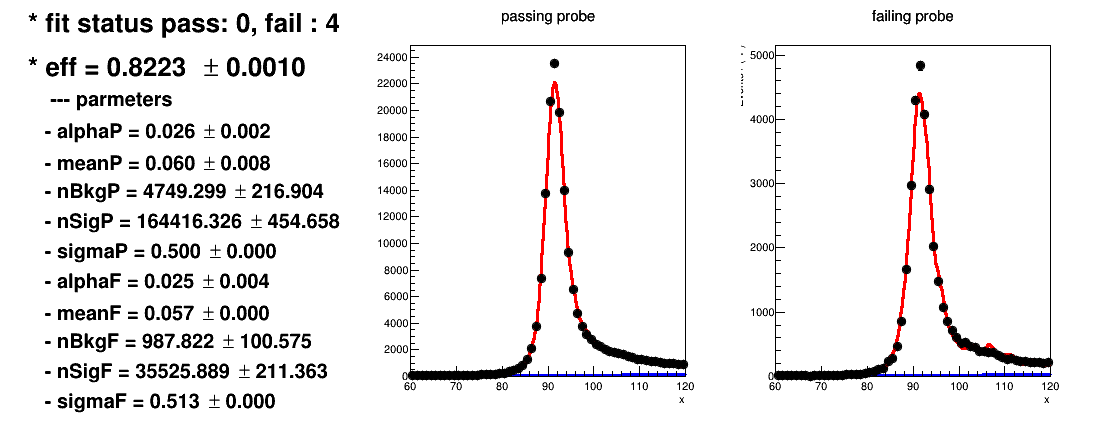 * fit status pass: 0, fail : 4
* eff = 0.8223 ± 0.0010
--- parmeters
- alphaP = 0.026 ± 0.002
- meanP = 0.060 ± 0.008
- nBkgP = 4749.299 ± 216.904
- nSigP = 164416.326 ± 454.658
- sigmaP = 0.500 ± 0.000
- alphaF = 0.025 ± 0.004
- meanF = 0.057 ± 0.000
- nBkgF = 987.822 ± 100.575
- nSigF = 35525.889 ± 211.363
- sigmaF = 0.513 ± 0.000
passing probe
24000
22000
20000
18000
16000
14000
12000
10000
8000
6000
4000
2000
0
60 70 80 90 100 110 120
x
failing probe
5000
4000
3000
2000
1000
0
60 70 80 90 100 110 120
x